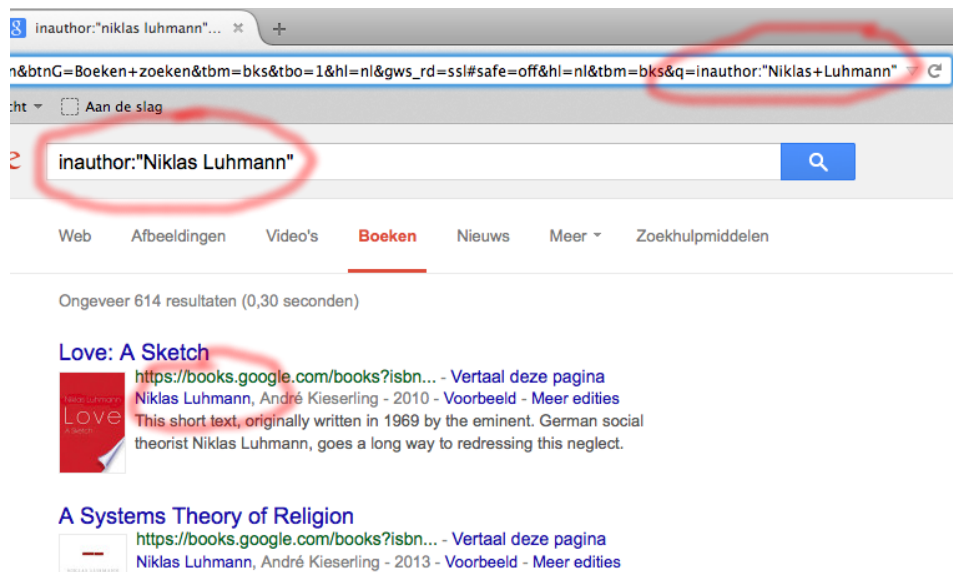 inauthor:"niklas luhmann"...
n&btnG=Boeken+zoeken&tbm=bks&tbo=1&hl=nl&gws_rd=ssl#safe=off&hl=nl&tbm=bks&q=inauthor:"Niklas+Luhmann"
cht Aan de slag
e inauthor:"Niklas Luhmann"
Web Afbeeldingen Video's Boeken Nieuws Meer Zoekhulpmiddelen
Ongeveer 614 resultaten (0,30 seconden)
Love: A Sketch
https://books.google.com/books?isbn... - Vertaal deze pagina
Niklas Luhmann, André Kieserling - 2010 - Voorbeeld - Meer edities
This short text, originally written in 1969 by the eminent. German social
theorist Niklas Luhmann, goes a long way to redressing this neglect.
Niklas Luhmann
Love
A Sketch
A Systems Theory of Religion
https://books.google.com/books?isbn... - Vertaal deze pagina
Niklas Luhmann, André Kieserling - 2013 - Voorbeeld - Meer edities
NIKLAS LUHMANN